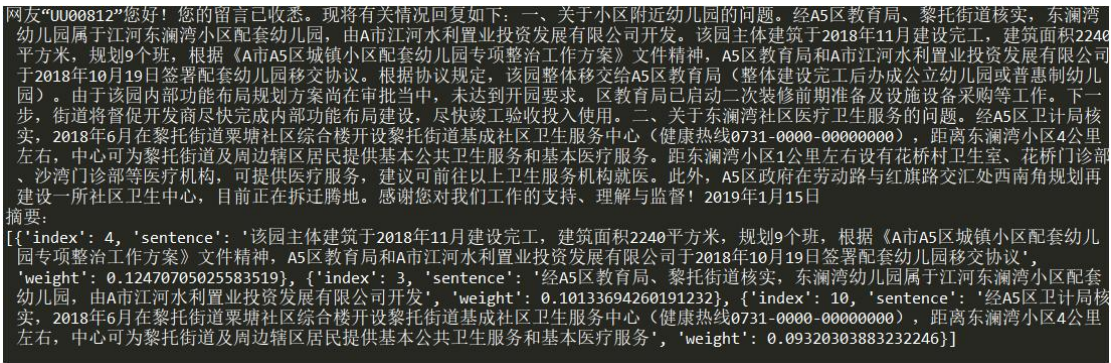 网友“UU00812”您好！您的留言已收悉。现将有关情况回复如下：一、关于小区附近幼儿园的问题。经A5区教育局、黎托街道核实，东澜湾
幼儿园属于江河东澜湾小区配套幼儿园，由A市江河水利置业投资发展有限公司开发。该园主体建筑于2018年11月建设完工，建筑面积2240
平方米，规划9个班，根据《A市A5区城镇小区配套幼儿园专项整治工作方案》文件精神，A5区教育局和A市江河水利置业投资发展有限公司
于2018年10月19日签署配套幼儿园移交协议。根据协议规定，该园整体移交给A5区教育局（整体建设完工后办成公立幼儿园或普惠制幼儿
园）。由于该园内部功能布局规划方案尚在审批当中，未达到开园要求。区教育局已启动二次装修前期准备及设施设备采购等工作。下一
步，街道将督促开发商尽快完成内部功能布局建设，尽快竣工验收投入使用。二、关于东澜湾社区医疗卫生服务的问题。经A5区卫计局核
实，2018年6月在黎托街道粟塘社区综合楼开设黎托街道基成社区卫生服务中心（健康热线0731-0000-00000000），距离东澜湾小区4公里
左右，中心可为黎托街道及周边辖区居民提供基本公共卫生服务和基本医疗服务。距东澜湾小区1公里左右设有花桥村卫生室、花桥门诊部
、沙湾门诊部等医疗机构，可提供医疗服务，建议可前往以上卫生服务机构就医。此外，A5区政府在劳动路与红旗路交汇处西南角规划再
建设一所社区卫生中心，目前正在拆迁腾地。感谢您对我们工作的支持、理解与监督！2019年1月15日
摘要：
[{'index': 4, 'sentence': '该园主体建筑于2018年11月建设完工，建筑面积2240平方米，规划9个班，根据《A市A5区城镇小区配套幼儿
园专项整治工作方案》文件精神，A5区教育局和A市江河水利置业投资发展有限公司于2018年10月19日签署配套幼儿园移交协议',
'weight': 0.12470705025583519}, {'index': 3, 'sentence': '经A5区教育局、黎托街道核实，东澜湾幼儿园属于江河东澜湾小区配套
幼儿园，由A市江河水利置业投资发展有限公司开发', 'weight': 0.10133694260191232}, {'index': 10, 'sentence': '经A5区卫计局核
实，2018年6月在黎托街道粟塘社区综合楼开设黎托街道基成社区卫生服务中心（健康热线0731-0000-00000000），距离东澜湾小区4公里
左右，中心可为黎托街道及周边辖区居民提供基本公共卫生服务和基本医疗服务', 'weight': 0.09320303883232246}]